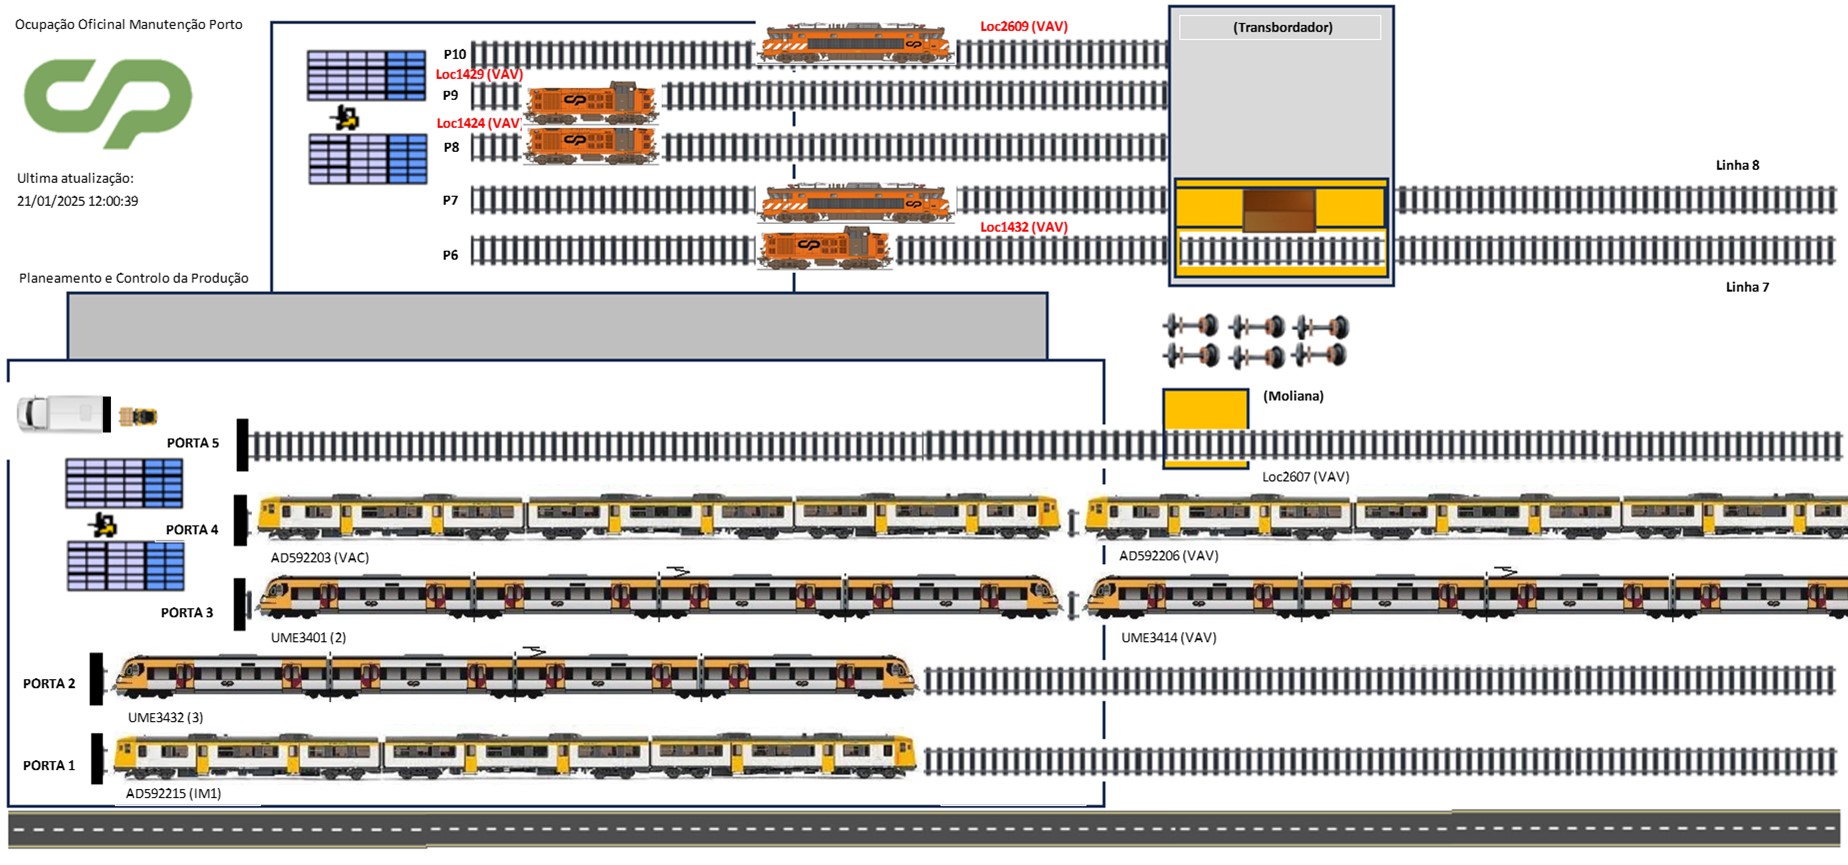 Ocupação Oficinal Manutenção Porto
Ultima atualização:
21/01/2025 12:00:39
Planeamento e Controlo da Produção
P10
Loc2609 (VAV)
Loc1429 (VAV)
P9
Loc1424 (VAV)
P8
P7
Loc1432 (VAV)
P6
(Transbordador)
Linha 8
Linha 7
(Moliana)
PORTA 5
Loc2607 (VAV)
PORTA 4
AD592203 (VAC)
AD592206 (VAV)
PORTA 3
UME3401 (2)
UME3414 (VAV)
PORTA 2
UME3432 (3)
PORTA 1
AD592215 (IM1)